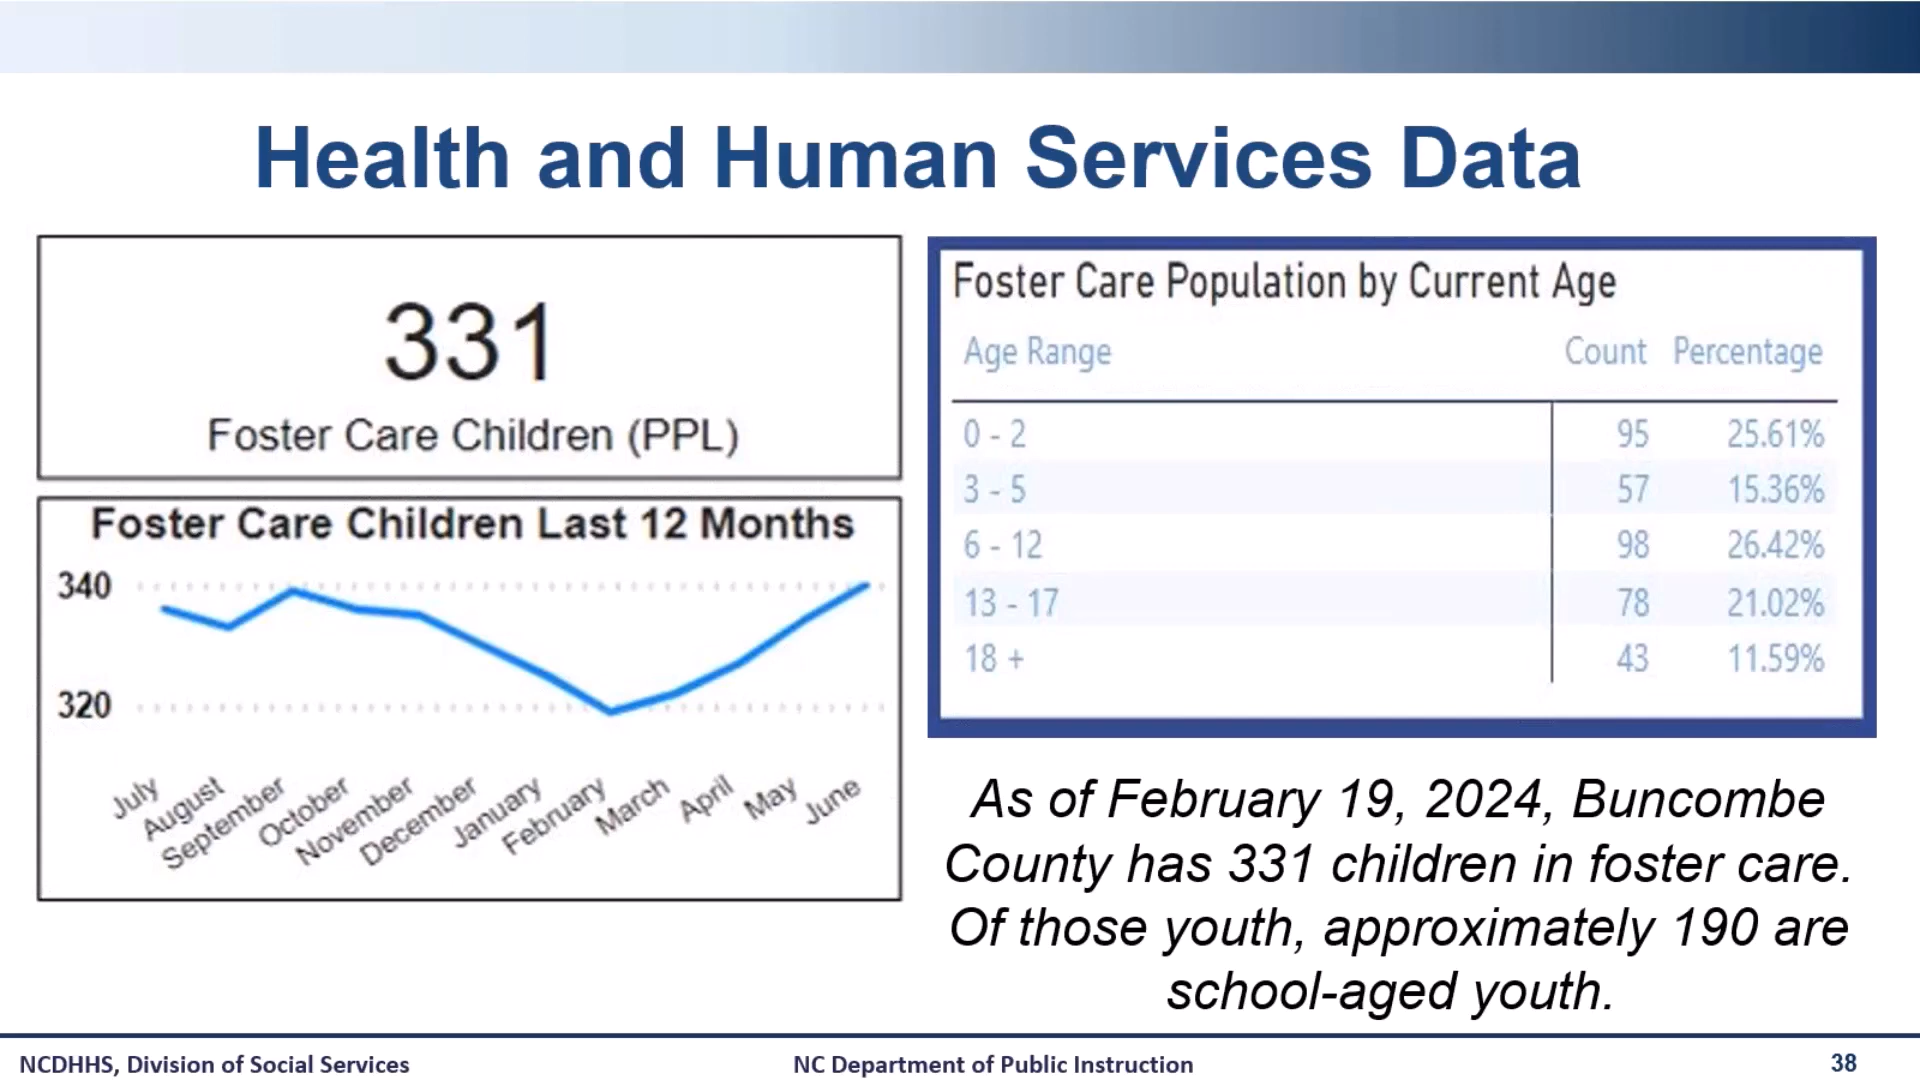 Health and Human Services Data
331
Foster Care Children (PPL)
Foster Care Children Last 12 Months
340
320
July
August
September
October
November
December
January
February
March
April
May
June
Foster Care Population by Current Age
Age Range Count Percentage
0 - 2 95 25.61%
3 - 5 57 15.36%
6 - 12 98 26.42%
13 - 17 78 21.02%
18 + 43 11.59%
As of February 19, 2024, Buncombe
County has 331 children in foster care.
Of those youth, approximately 190 are
school-aged youth.
NCDHHS, Division of Social Services
NC Department of Public Instruction
38